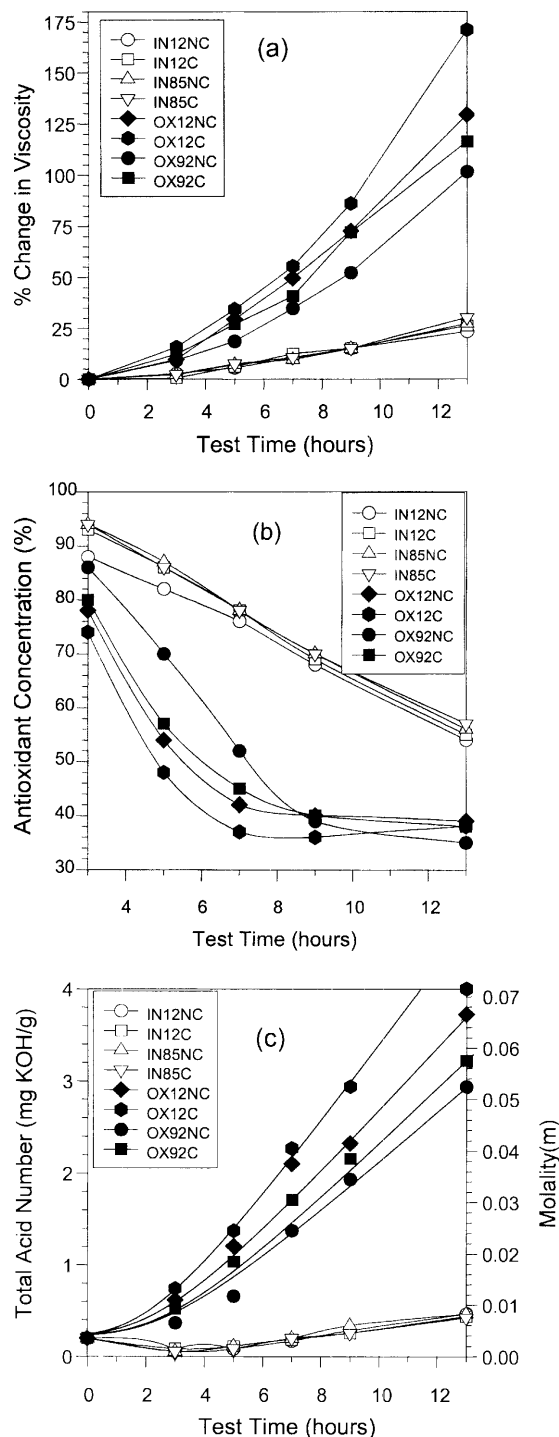 175
150
125
100
75
50
25
0
% Change in Viscosity
(a)
IN12NC
IN12C
IN85NC
IN85C
OX12NC
OX12C
OX92NC
OX92C
0 2 4 6 8 10 12
Test Time (hours)
100
90
80
70
60
50
40
30
Antioxidant Concentration (%)
(b)
IN12NC
IN12C
IN85NC
IN85C
OX12NC
OX12C
OX92NC
OX92C
4 6 8 10 12
Test Time (hours)
4
3
2
1
0
Total Acid Number (mg KOH/g)
(c)
IN12NC
IN12C
IN85NC
IN85C
OX12NC
OX12C
OX92NC
OX92C
0.07
0.06
0.05
0.04
0.03
0.02
0.01
0.00
Molality(m)
0 2 4 6 8 10 12
Test Time (hours)